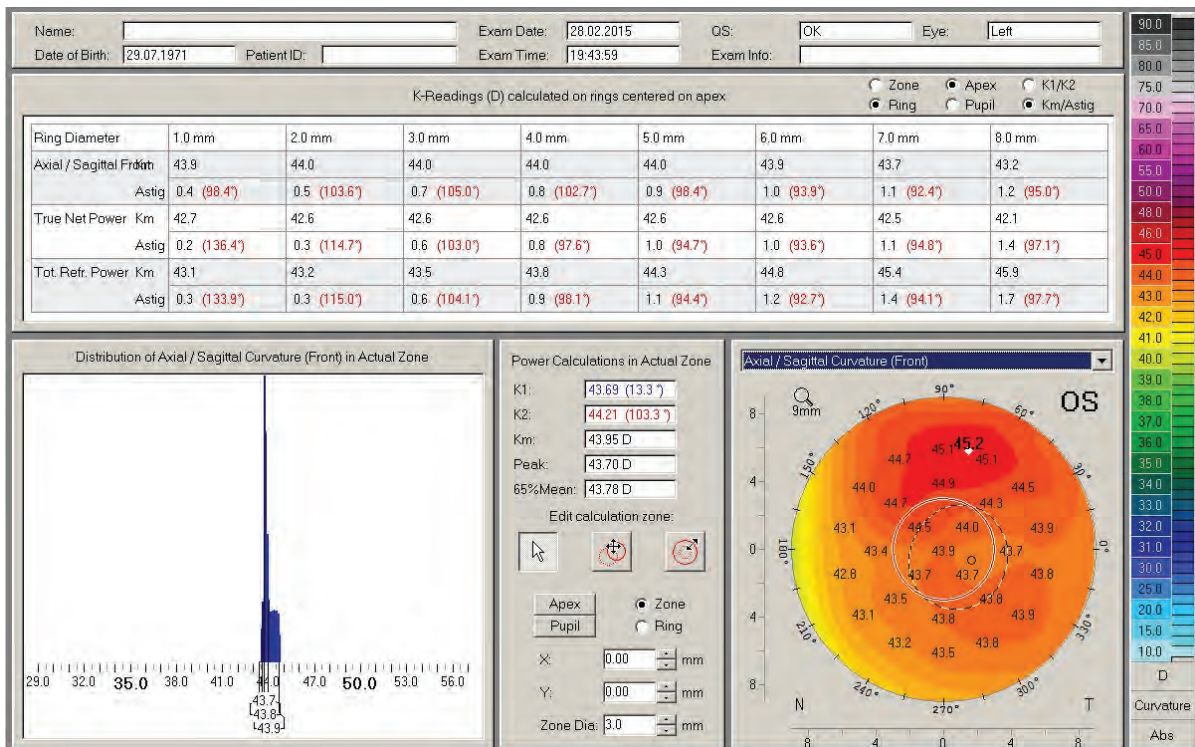 Name: Exam Date: 28.02.2015 OS: OK Eye: Left
Date of Birth: 29.07.1971 Patient ID: Exam Time: 19:43:59 Exam Info:
K-Readings (D) calculated on rings centered on apex
Zone Apex K1/K2
Ring Pupil Km/Astig
Ring Diameter 1.0 mm 2.0 mm 3.0 mm 4.0 mm 5.0 mm 6.0 mm 7.0 mm 8.0 mm
Axial / Sagittal Front Km 43.9 44.0 44.0 44.0 44.0 43.9 43.7 43.2
Astig 0.4 (98.4°) 0.5 (103.6°) 0.7 (105.0°) 0.8 (102.7°) 0.9 (98.4°) 1.0 (93.9°) 1.1 (92.4°) 1.2 (95.0°)
True Net Power Km 42.7 42.6 42.6 42.6 42.6 42.6 42.5 42.1
Astig 0.2 (136.4°) 0.3 (114.7°) 0.6 (103.0°) 0.8 (97.6°) 1.0 (94.7°) 1.0 (93.6°) 1.1 (94.8°) 1.4 (97.1°)
Tot. Refr. Power Km 43.1 43.2 43.5 43.8 44.3 44.8 45.4 45.9
Astig 0.3 (133.9°) 0.3 (115.0°) 0.6 (104.1°) 0.9 (98.1°) 1.1 (94.4°) 1.2 (92.7°) 1.4 (94.1°) 1.7 (97.7°)
Distribution of Axial / Sagittal Curvature (Front) in Actual Zone
29.0 32.0 35.0 38.0 41.0 44.0 47.0 50.0 53.0 56.0
43.7
43.8
43.9
Power Calculations in Actual Zone
K1: 43.69 (13.3°)
K2: 44.21 (103.3°)
Km: 43.95 D
Peak: 43.70 D
65%Mean: 43.78 D
Edit calculation zone:
Apex Zone
Pupil Ring
X: 0.00 mm
Y: 0.00 mm
Zone Dia: 3.0 mm
Axial / Sagittal Curvature (Front)
9mm
OS
90°
120° 60°
150° 30°
180° 0°
210° 330°
240° 300°
270°
8
4
0
4
8
45.2
44.7 45.1 45.1
44.0 44.9 44.5
44.7 44.3
43.1 44.5 44.0 43.9
43.4 43.9 43.7
42.8 43.7 43.7 43.8
43.5 43.8
43.1 43.8 43.9
43.2 43.5 43.8
N T
8 4 0 4 8
90.0
85.0
80.0
75.0
70.0
65.0
60.0
55.0
50.0
48.0
46.0
45.0
44.0
43.0
42.0
41.0
40.0
39.0
38.0
37.0
36.0
35.0
34.0
33.0
32.0
31.0
30.0
25.0
20.0
15.0
10.0
D
Curvature
Abs